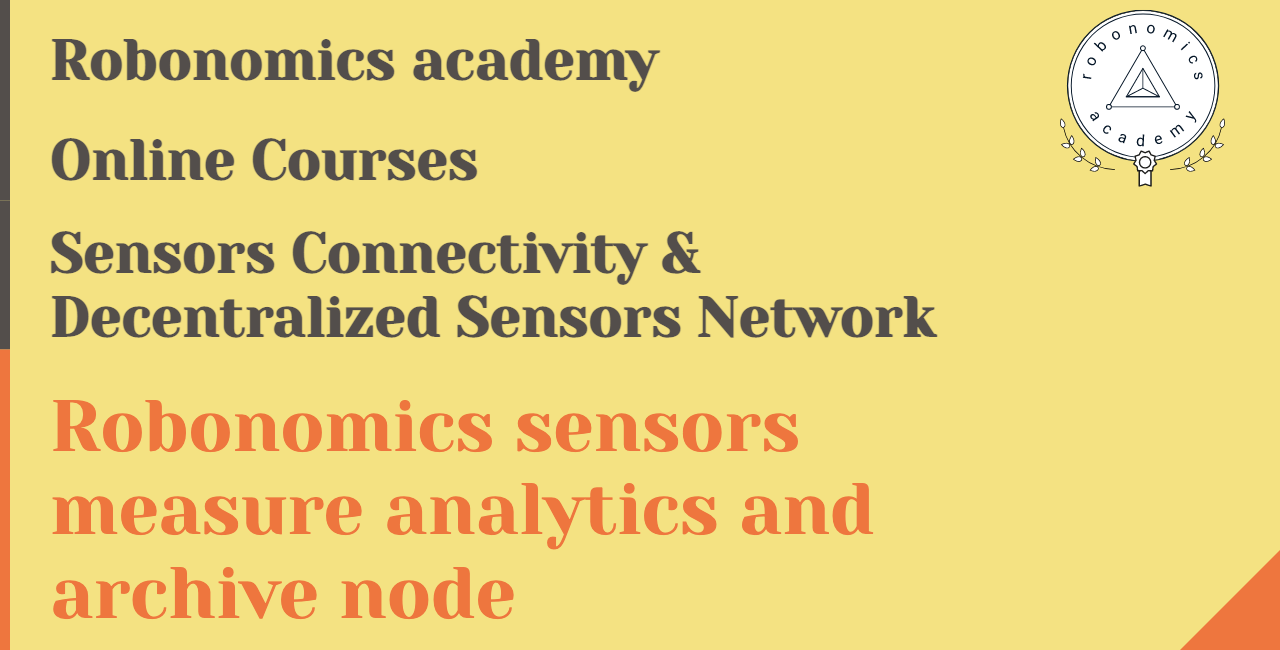 Robonomics academy
Online Courses
Sensors Connectivity &
Decentralized Sensors Network
Robonomics sensors
measure analytics and
archive node
robonomics
academy